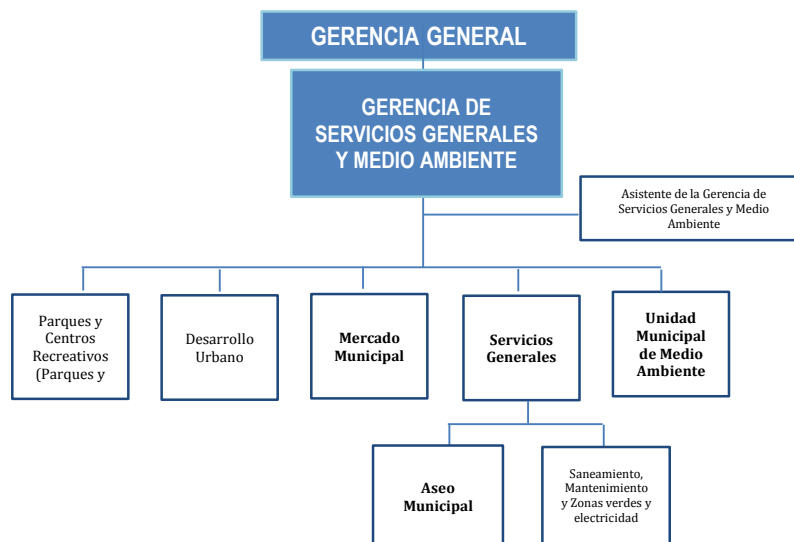 GERENCIA GENERAL
GERENCIA DE
SERVICIOS GENERALES
Y MEDIO AMBIENTE
Asistente de la Gerencia de
Servicios Generales y Medio
Ambiente
Parques y
Centros
Recreativos
(Parques y
Desarrollo
Urbano
Mercado
Municipal
Servicios
Generales
Unidad
Municipal
de Medio
Ambiente
Aseo
Municipal
Saneamiento,
Mantenimiento
y Zonas verdes y
electricidad